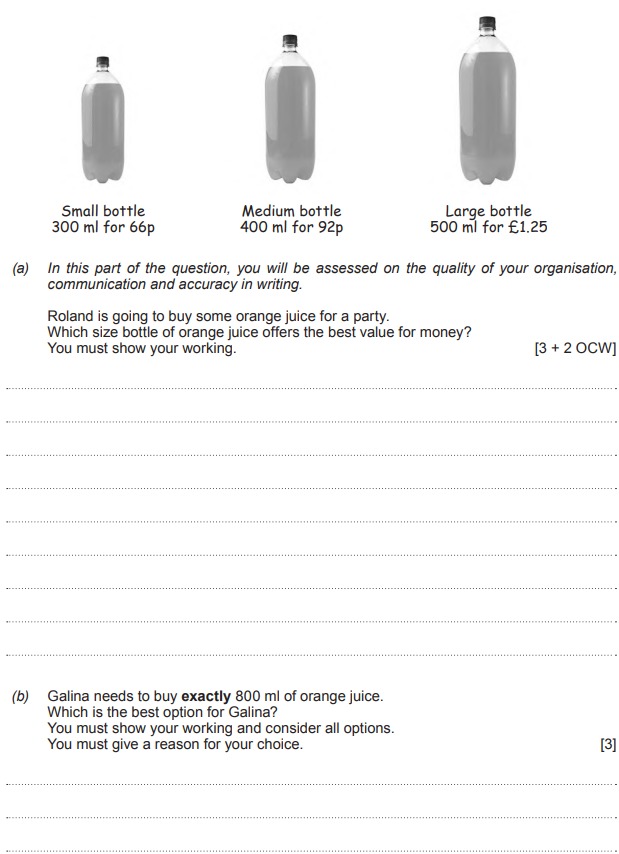 Small bottle
300 ml for 66p
Medium bottle
400 ml for 92p
Large bottle
500 ml for £1.25
(a) In this part of the question, you will be assessed on the quality of your organisation,
communication and accuracy in writing.
Roland is going to buy some orange juice for a party.
Which size bottle of orange juice offers the best value for money?
You must show your working. [3 + 2 OCW]
(b) Galina needs to buy exactly 800 ml of orange juice.
Which is the best option for Galina?
You must show your working and consider all options.
You must give a reason for your choice. [3]